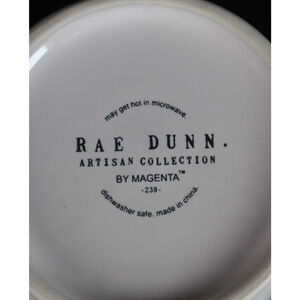 may get hot in microwave.
RAE DUNN.
ARTISAN COLLECTION
BY MAGENTA™
-239-
dishwasher safe. made in china.